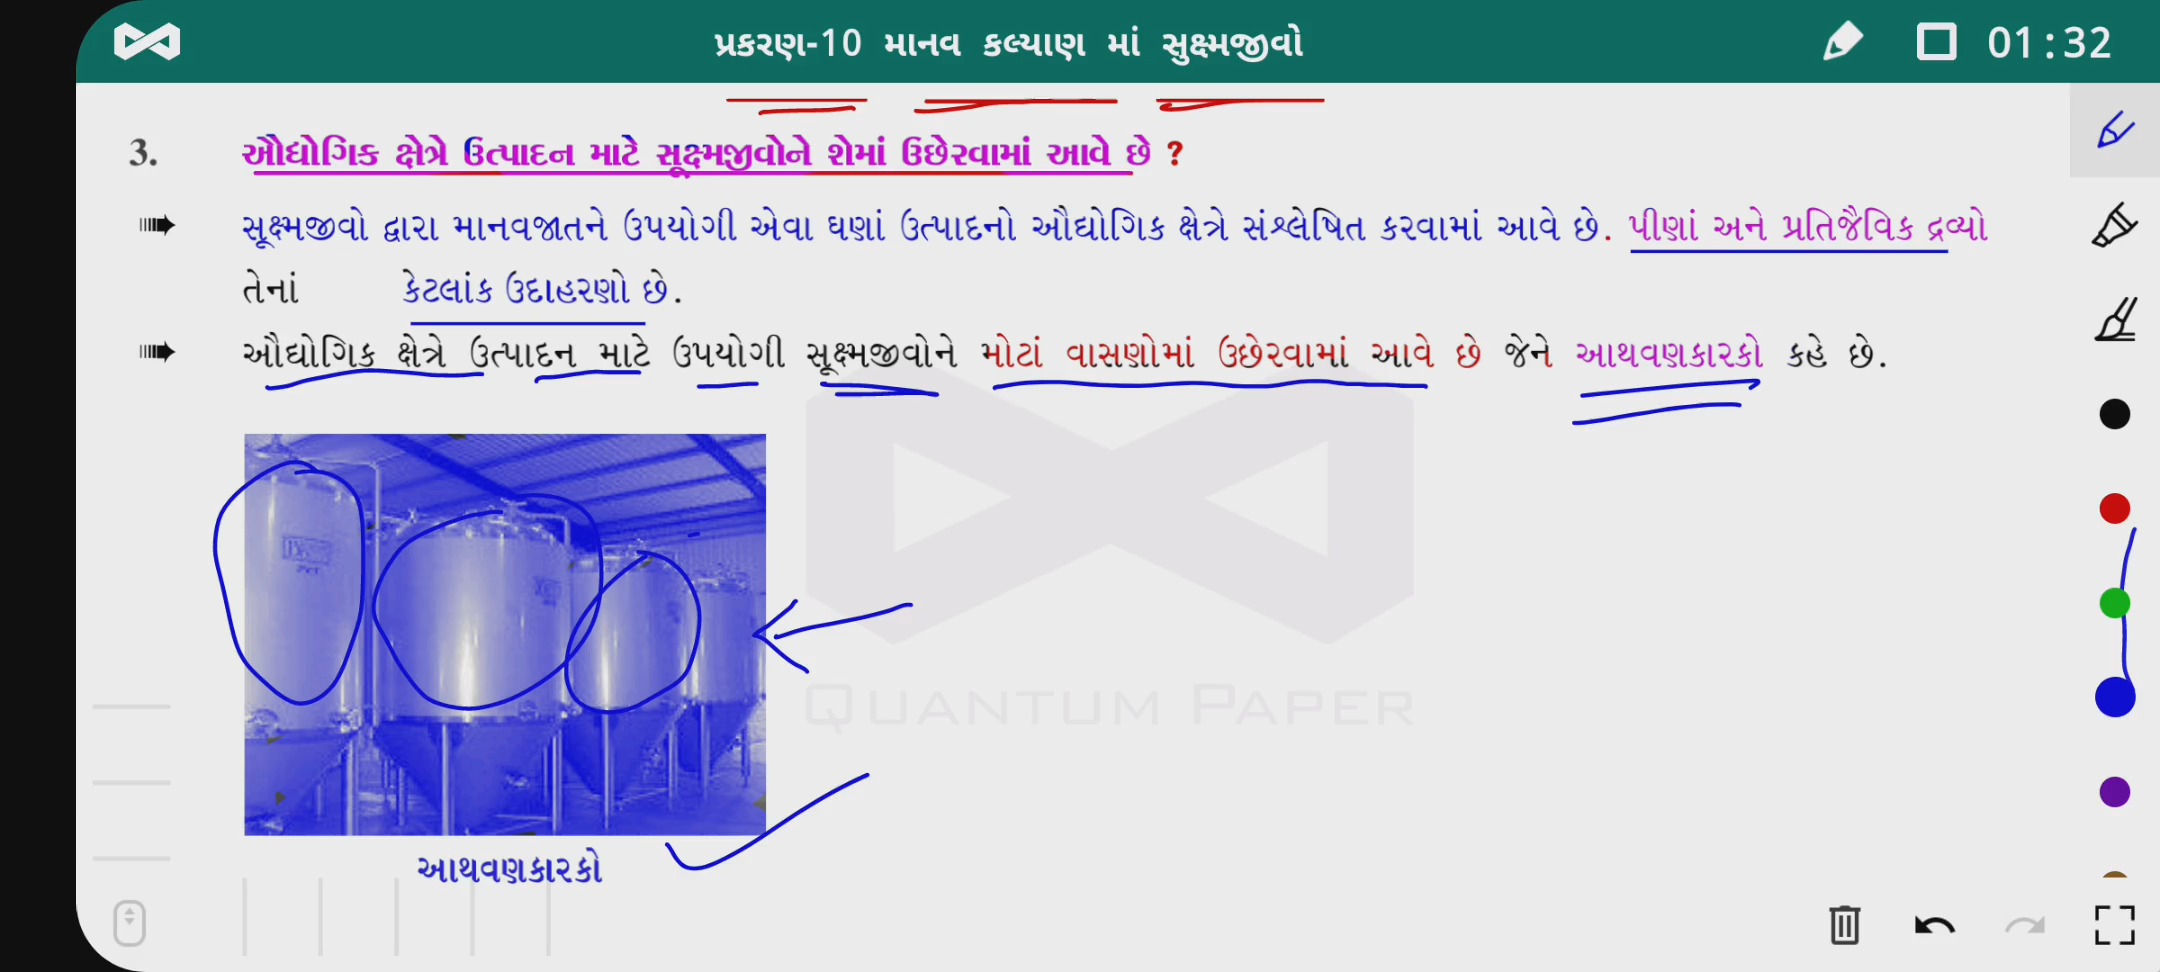 પ્રકરણ-10 માનવ કલ્યાણ માં સુક્ષ્મજીવો
01:32
3. ઔદ્યોગિક ક્ષેત્રે ઉત્પાદન માટે સૂક્ષ્મજીવોને શેમાં ઉછેરવામાં આવે છે ?
સૂક્ષ્મજીવો દ્વારા માનવજાતને ઉપયોગી એવા ઘણાં ઉત્પાદનો ઔદ્યોગિક ક્ષેત્રે સંશ્લેષિત કરવામાં આવે છે. પીણાં અને પ્રતિજૈવિક દ્રવ્યો
તેનાં કેટલાંક ઉદાહરણો છે.
ઔદ્યોગિક ક્ષેત્રે ઉત્પાદન માટે ઉપયોગી સૂક્ષ્મજીવોને મોટાં વાસણોમાં ઉછેરવામાં આવે છે જેને આથવણકારકો કહે છે.
QUANTUM PAPER
આથવણકારકો